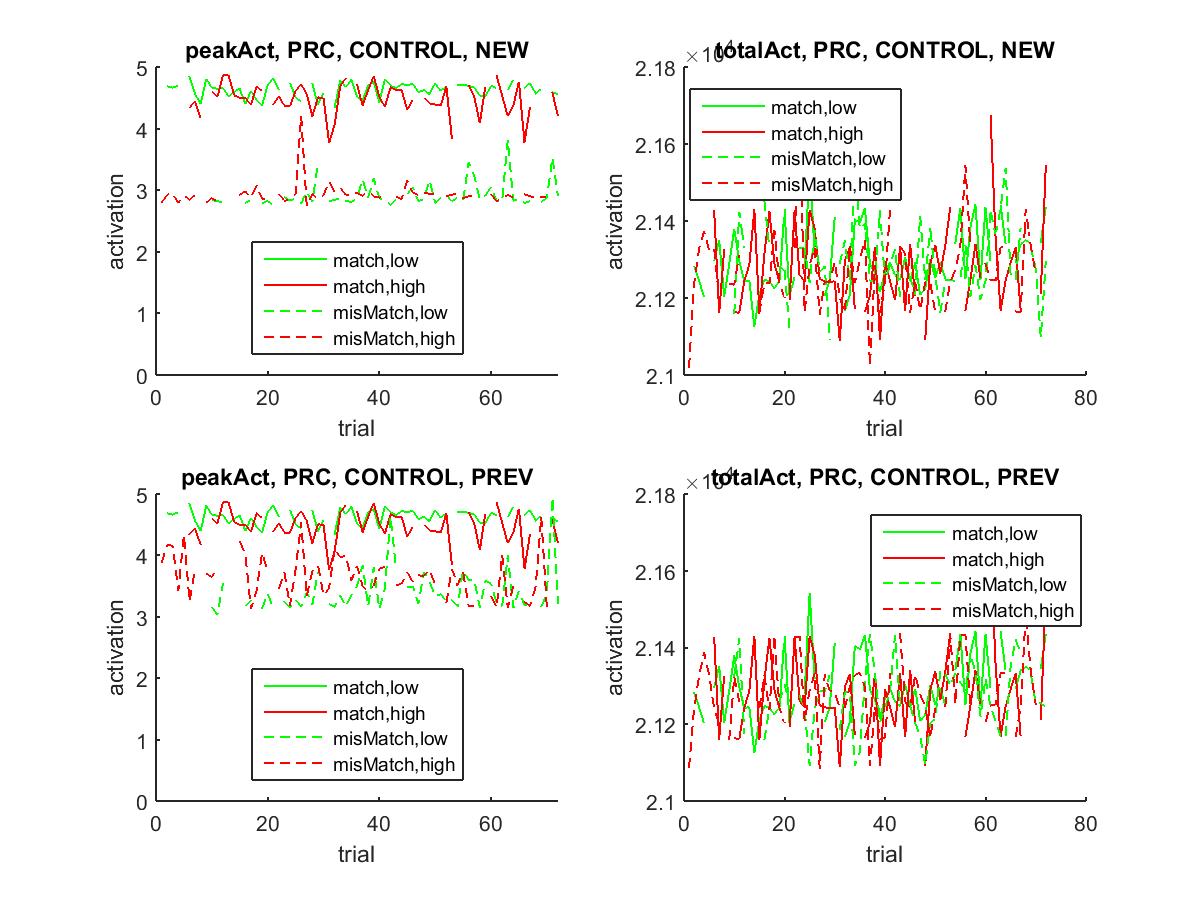 peakAct, PRC, CONTROL, NEW
5
4
3
2
1
0
activation
match,low
match,high
misMatch,low
misMatch,high
0 20 40 60
trial
×10⁴
totalAct, PRC, CONTROL, NEW
2.18
2.16
2.14
2.12
2.1
activation
match,low
match,high
misMatch,low
misMatch,high
0 20 40 60 80
trial
peakAct, PRC, CONTROL, PREV
5
4
3
2
1
0
activation
match,low
match,high
misMatch,low
misMatch,high
0 20 40 60
trial
×10⁴
totalAct, PRC, CONTROL, PREV
2.18
2.16
2.14
2.12
2.1
activation
match,low
match,high
misMatch,low
misMatch,high
0 20 40 60 80
trial